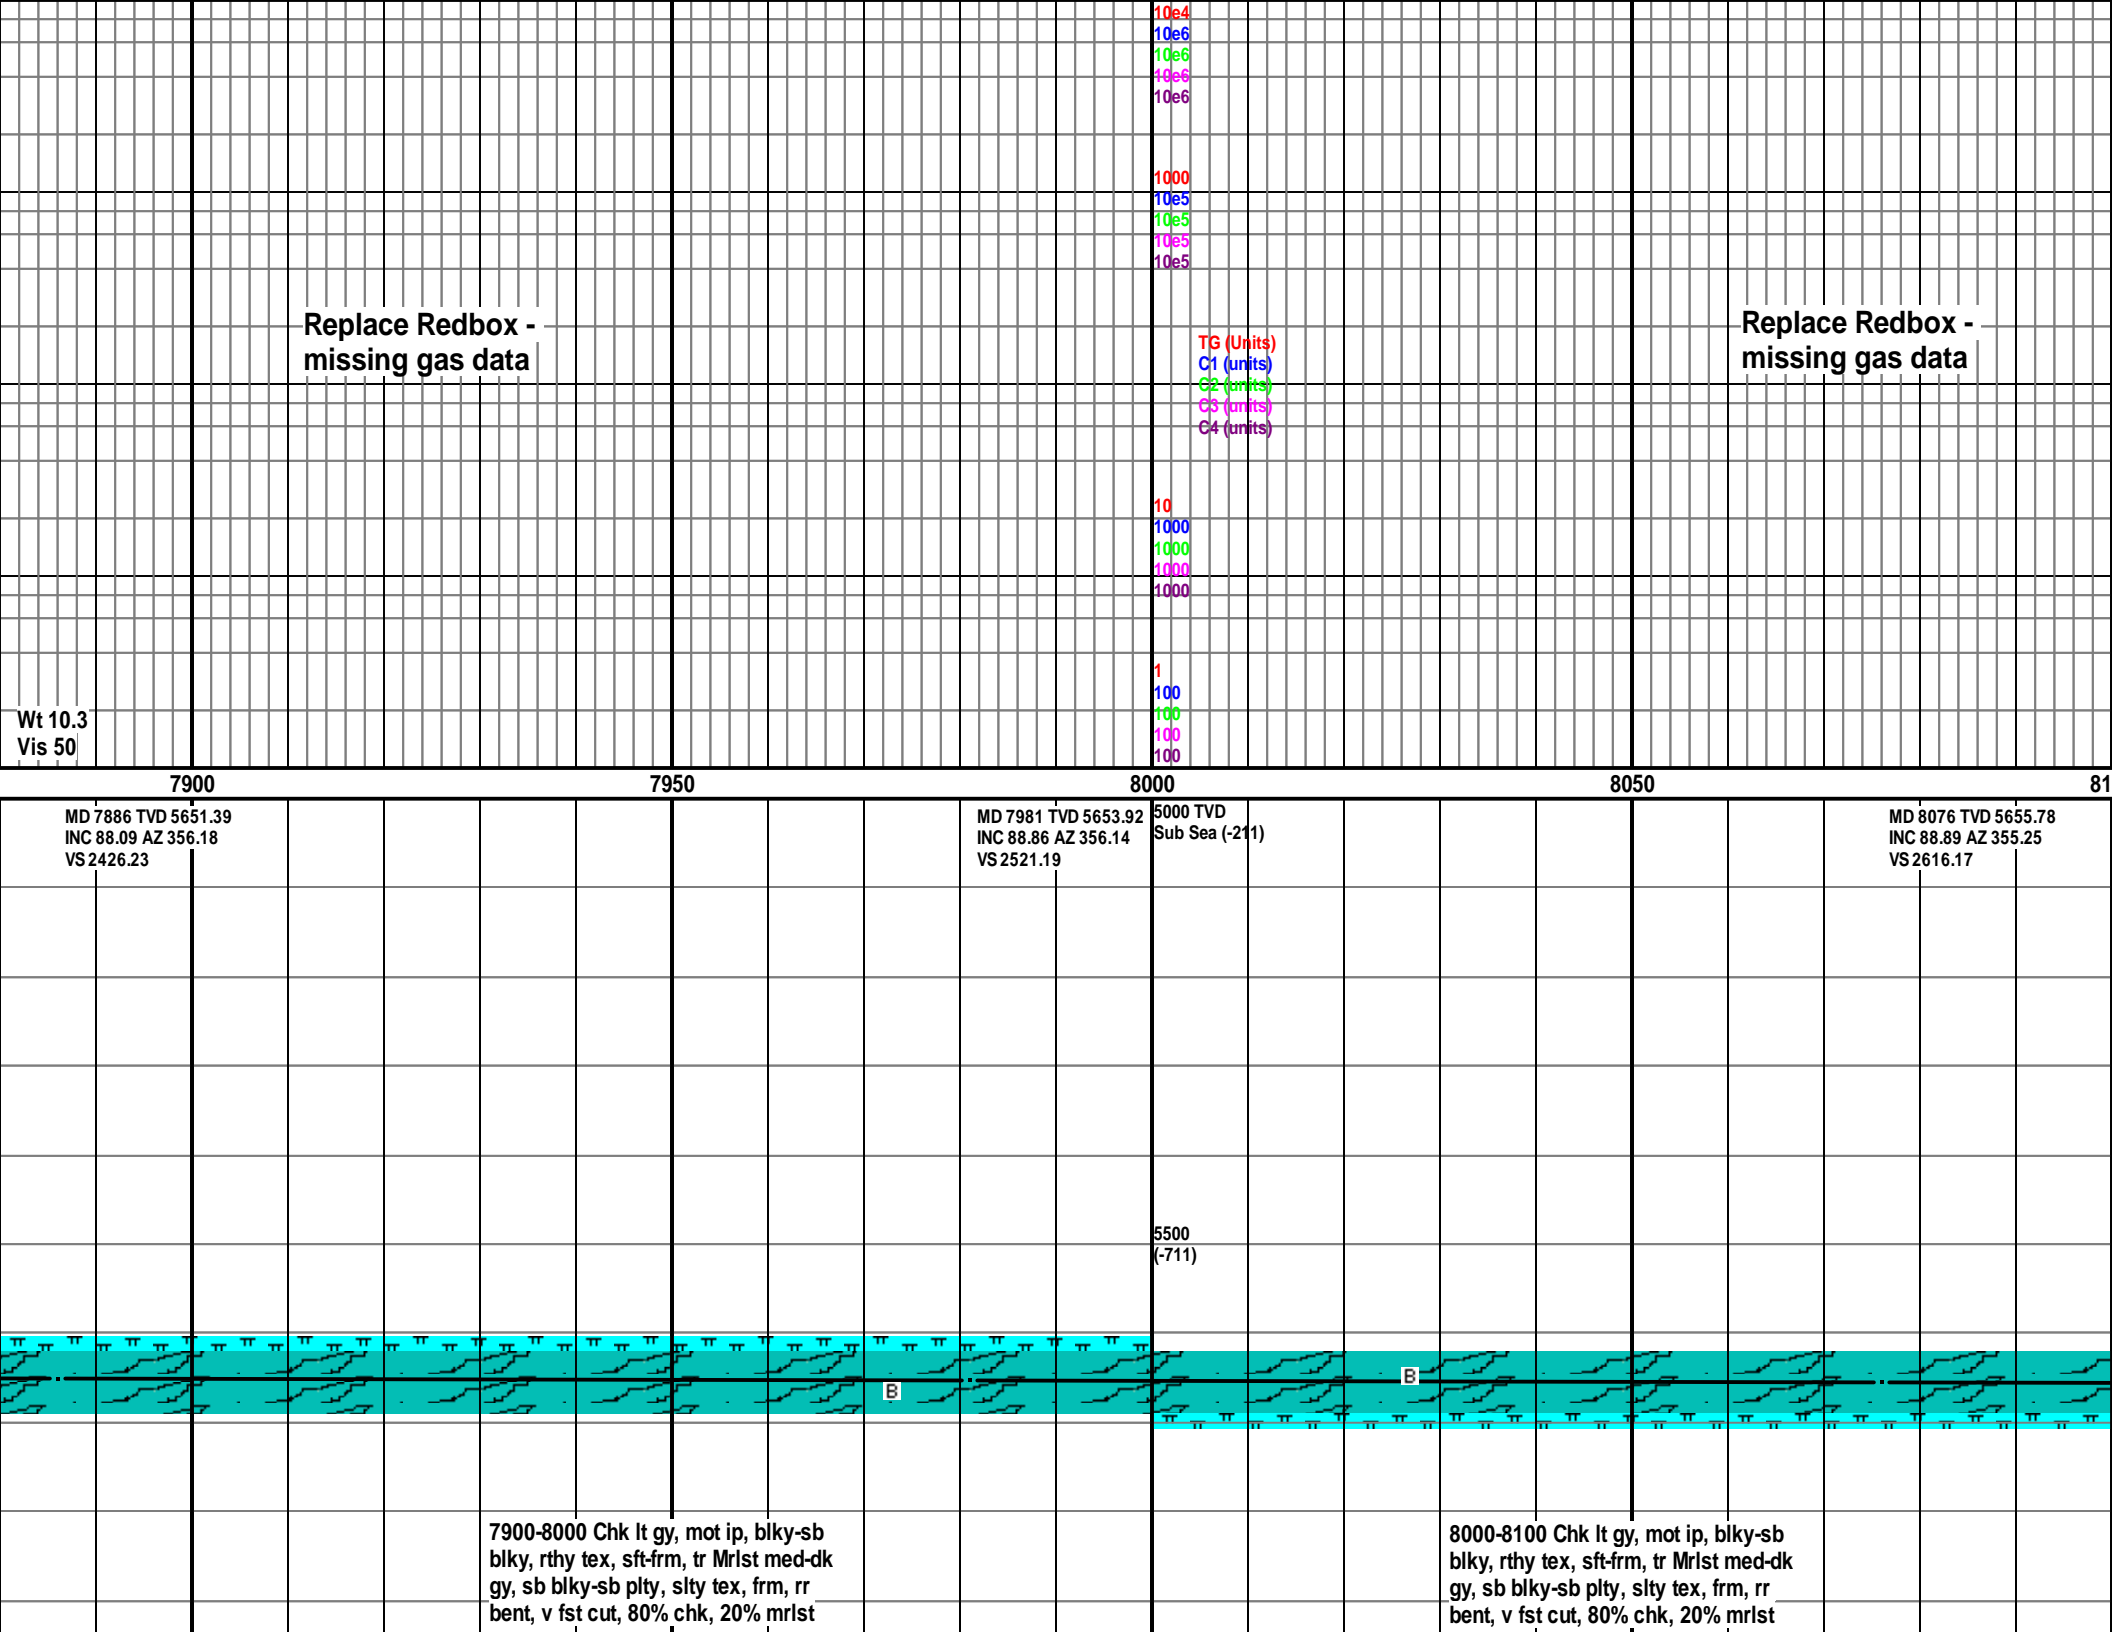 10e4
10e6
10e6
10e6
10e6
1000
10e5
10e5
10e5
10e5
Replace Redbox -
missing gas data
TG (Units)
C1 (units)
C2 (units)
C3 (units)
C4 (units)
Replace Redbox -
missing gas data
10
1000
1000
1000
1000
1
100
100
100
100
Wt 10.3
Vis 50
7900
7950
8000
8050
81
MD 7886 TVD 5651.39
INC 88.09 AZ 356.18
VS 2426.23
MD 7981 TVD 5653.92
INC 88.86 AZ 356.14
VS 2521.19
5000 TVD
Sub Sea (-211)
MD 8076 TVD 5655.78
INC 88.89 AZ 355.25
VS 2616.17
5500
(-711)
B
B
7900-8000 Chk lt gy, mot ip, blky-sb
blky, rthy tex, sft-frm, tr Mrlst med-dk
gy, sb blky-sb plty, slty tex, frm, rr
bent, v fst cut, 80% chk, 20% mrlst
8000-8100 Chk lt gy, mot ip, blky-sb
blky, rthy tex, sft-frm, tr Mrlst med-dk
gy, sb blky-sb plty, slty tex, frm, rr
bent, v fst cut, 80% chk, 20% mrlst